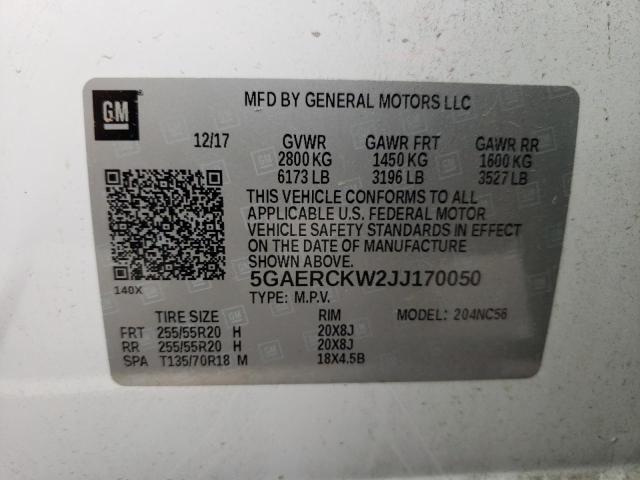 GM
MFD BY GENERAL MOTORS LLC
12/17 GVWR GAWR FRT GAWR RR
2800 KG 1450 KG 1600 KG
6173 LB 3196 LB 3527 LB
THIS VEHICLE CONFORMS TO ALL
APPLICABLE U.S. FEDERAL MOTOR
VEHICLE SAFETY STANDARDS IN EFFECT
ON THE DATE OF MANUFACTURE
SHOWN ABOVE.
5GAERCKW2JJ170050
140X
TYPE: M.P.V.
TIRE SIZE RIM MODEL: 204NC56
FRT 255/55R20 H 20X8J
RR 255/55R20 H 20X8J
SPA T135/70R18 M 18X4.5B